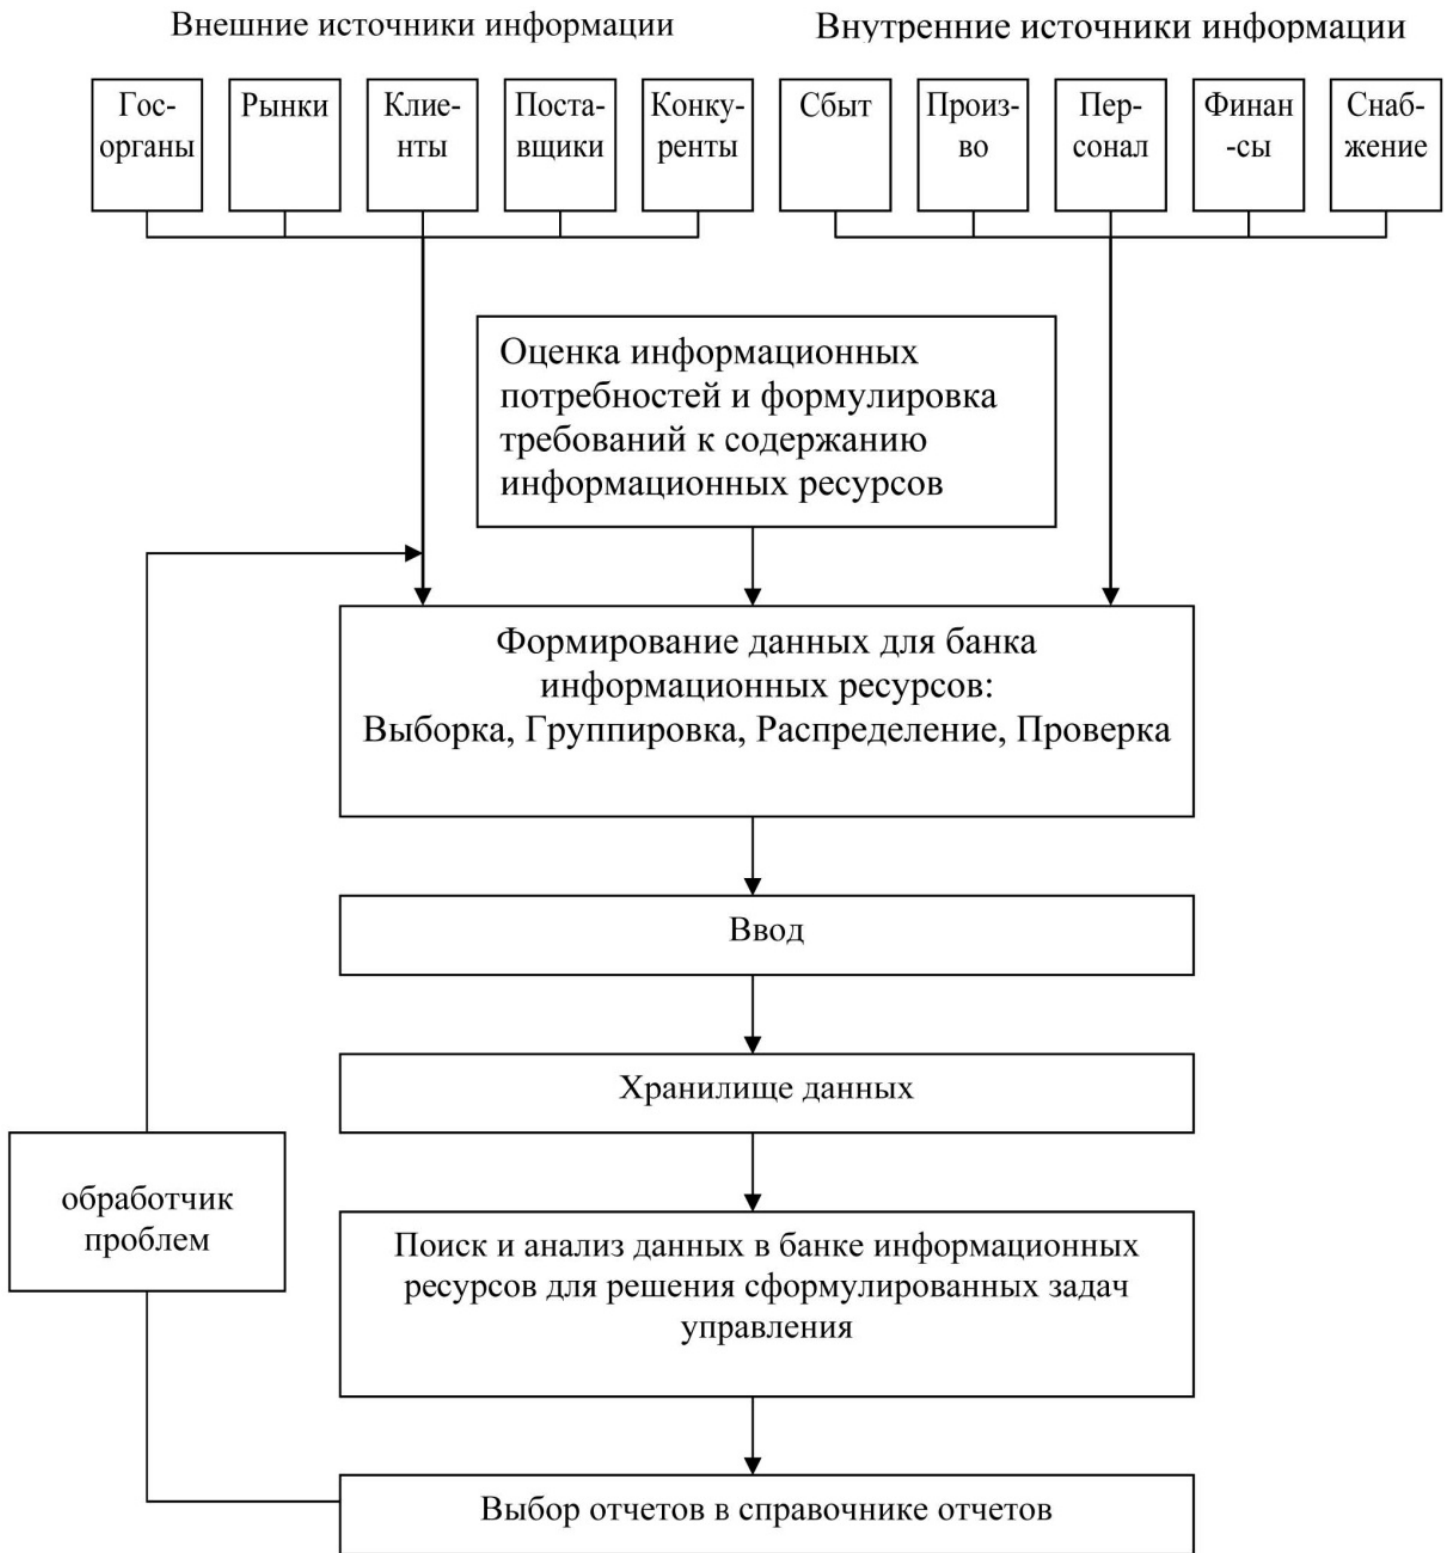 Внешние источники информации
Внутренние источники информации
Гос-
органы
Рынки
Клие-
нты
Поста-
вщики
Конку-
ренты
Сбыт
Произ-
во
Пер-
сонал
Финан
-сы
Снаб-
жение
Оценка информационных
потребностей и формулировка
требований к содержанию
информационных ресурсов
Формирование данных для банка
информационных ресурсов:
Выборка, Группировка, Распределение, Проверка
Ввод
Хранилище данных
обработчик
проблем
Поиск и анализ данных в банке информационных
ресурсов для решения сформулированных задач
управления
Выбор отчетов в справочнике отчетов